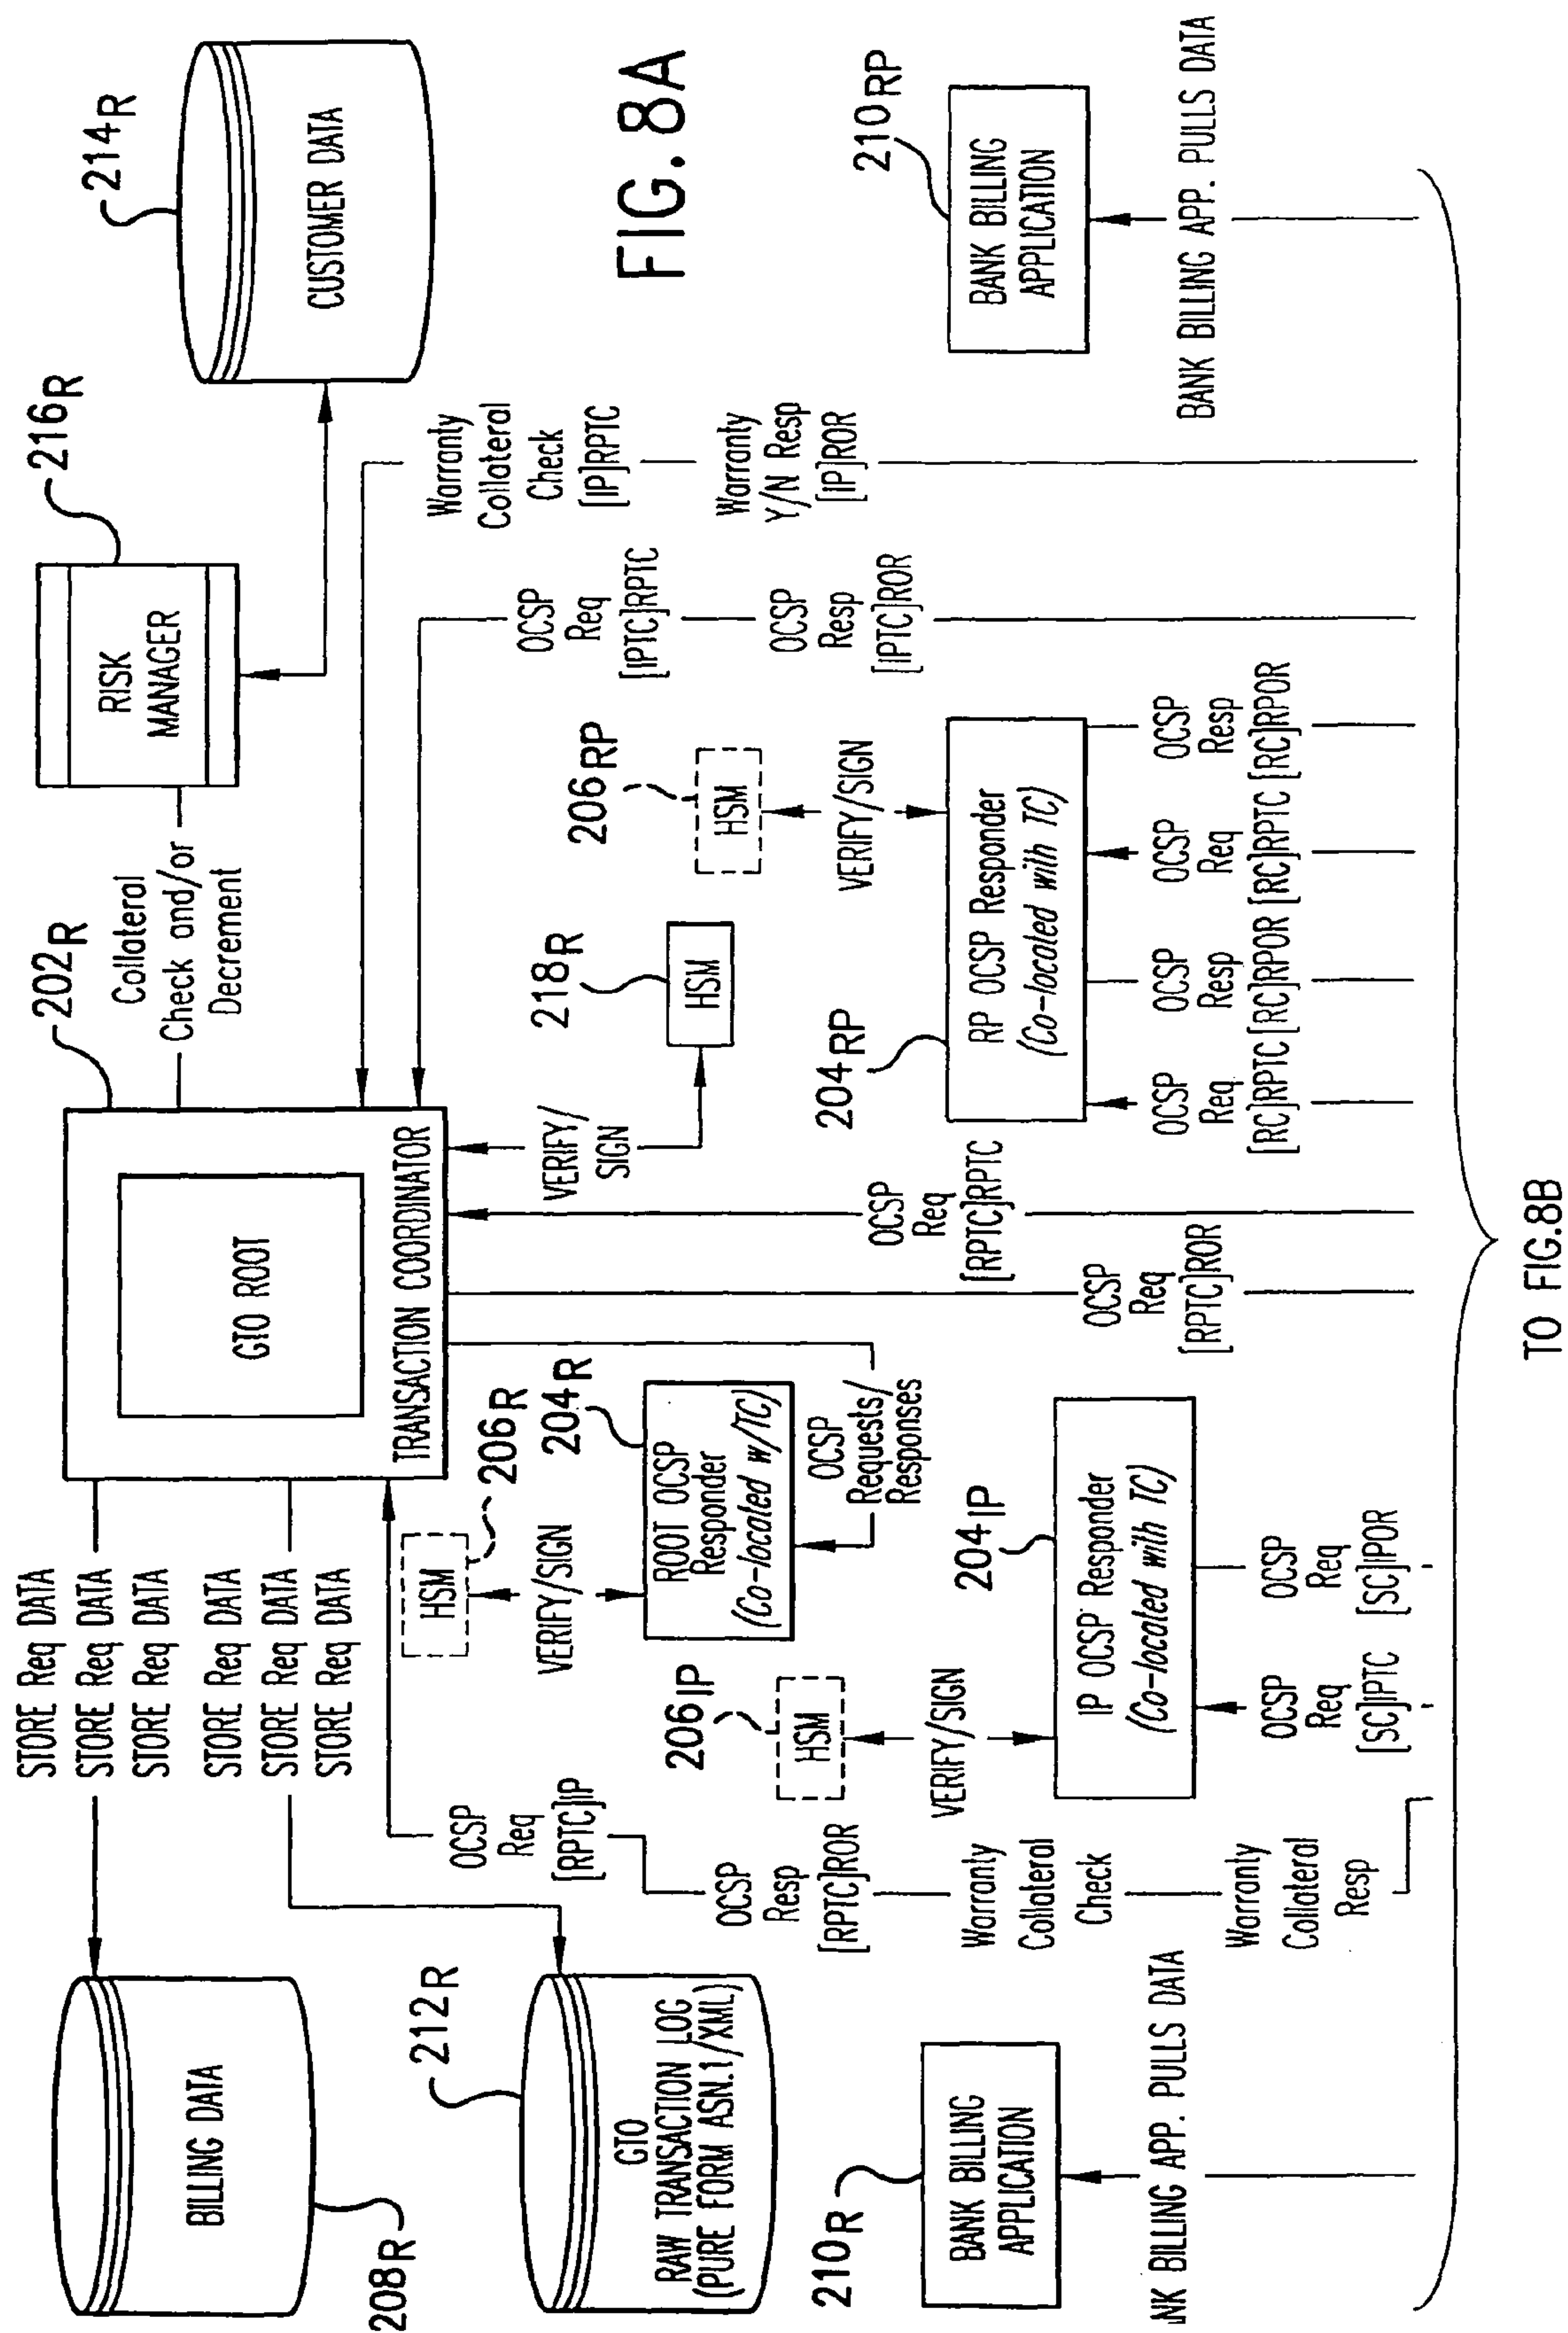 BILLING DATA
208R
STORE Req DATA
STORE Req DATA
STORE Req DATA
STORE Req DATA
STORE Req DATA
STORE Req DATA
GTO ROOT
TRANSACTION COORDINATOR
202R
Collateral
Check and/or
Decrement
RISK
MANAGER
216R
214R
CUSTOMER DATA
FIG. 8A
212R
GTO
RAW TRANSACTION LOG
(PURE FORM ASN.1/XML)
OCSP
Req
[RPTC]IP
OCSP
Resp
[RPTC]ROR
Warranty
Collateral
Check
Warranty
Collateral
Resp
HSM
206R
VERIFY/SIGN
204R
ROOT OCSP
Responder
(Co-located w/TC)
OCSP
Requests/
Responses
VERIFY/
SIGN
218R
HSM
OCSP
Req
[RPTC]RPTC
OCSP
Req
[RPTC]ROR
OCSP
Req
[IPTC]RPTC
OCSP
Resp
[IPTC]ROR
Warranty
Collateral
Check
[IP]RPTC
Warranty
Y/N Resp
[IP]ROR
206IP
HSM
VERIFY/SIGN
204IP
IP OCSP Responder
(Co-located with TC)
OCSP
Req
[SC]IPTC
OCSP
Req
[SC]IPOR
206RP
HSM
VERIFY/SIGN
204RP
RP OCSP Responder
(Co-located with TC)
OCSP
Req
[RC]RPTC
OCSP
Resp
[RC]RPOR
OCSP
Req
[RC]RPTC
OCSP
Resp
[RC]RPOR
210R
BANK BILLING
APPLICATION
NK BILLING APP. PULLS DATA
210RP
BANK BILLING
APPLICATION
BANK BILLING APP. PULLS DATA
TO FIG.8B